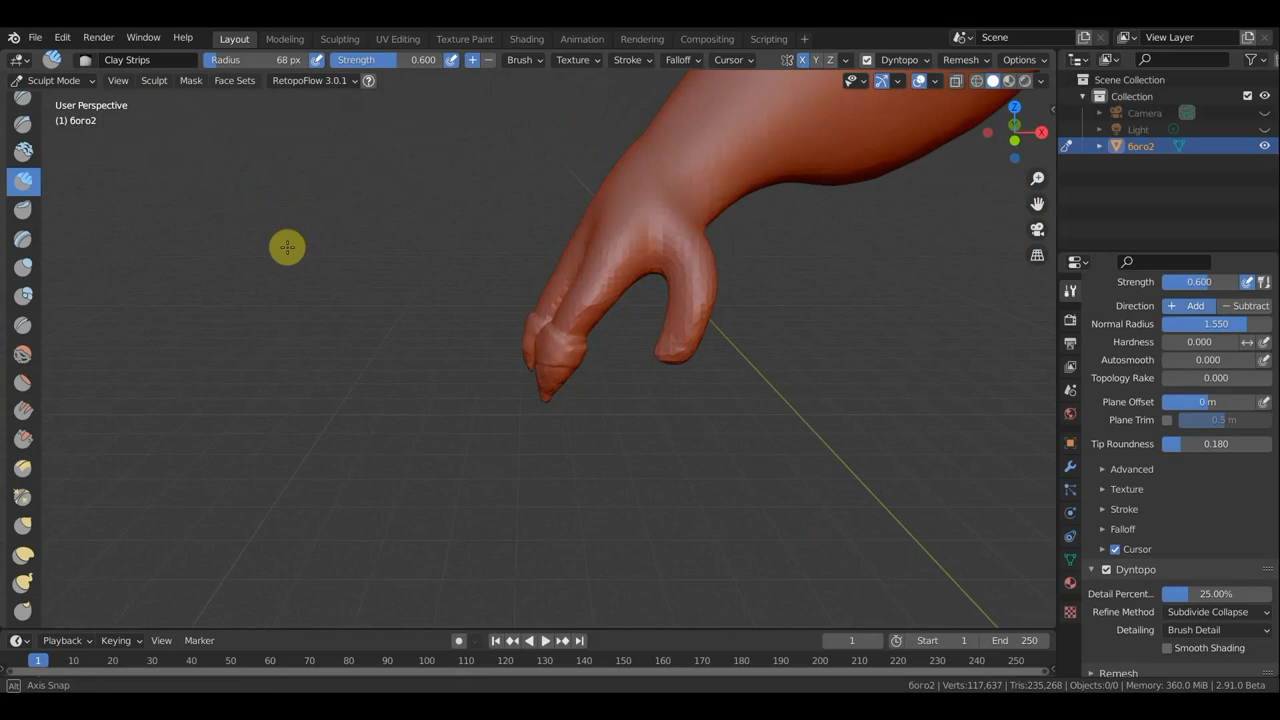 File Edit Render Window Help Layout Modeling Sculpting UV Editing Texture Paint Shading Animation Rendering Compositing Scripting + Scene View Layer
Clay Strips Radius 68 px Strength 0.600 Brush Texture Stroke Falloff Cursor X Y Z Dyntopo Remesh Options
Sculpt Mode View Sculpt Mask Face Sets RetopoFlow 3.0.1 ?
Scene Collection
Collection
Camera
Light
бого2
User Perspective
(1) бого2
Z
X
Strength 0.600
Direction + Add — Subtract
Normal Radius 1.550
Hardness 0.000
Autosmooth 0.000
Topology Rake 0.000
Plane Offset 0 m
Plane Trim 0.5 m
Tip Roundness 0.180
Advanced
Texture
Stroke
Falloff
Cursor
Dyntopo
Detail Percent... 25.00%
Refine Method Subdivide Collapse
Detailing Brush Detail
Smooth Shading
Remesh
Playback Keying View Marker 1 Start 1 End 250
1 10 20 30 40 50 60 70 80 90 100 110 120 130 140 150 160 170 180 190 200 210 220 230 240 250
Alt Axis Snap бого2 | Verts:117,637 | Tris:235,268 | Objects:0/0 | Memory: 360.0 MiB | 2.91.0 Beta